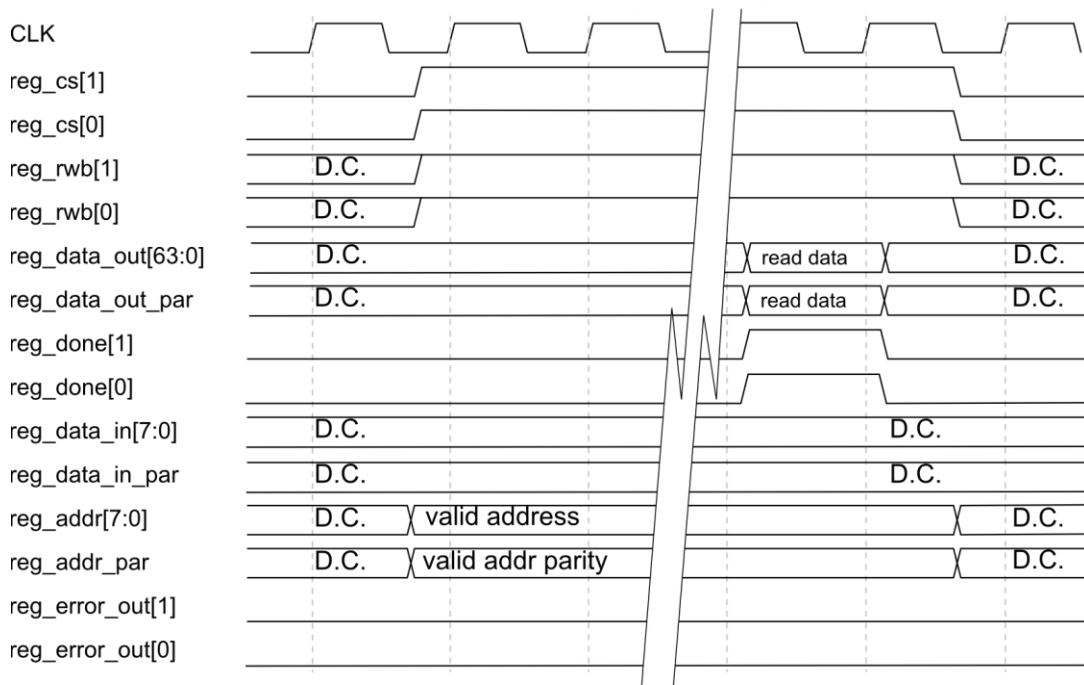 CLK
reg_cs[1]
reg_cs[0]
reg_rwb[1] D.C. D.C.
reg_rwb[0] D.C. D.C.
reg_data_out[63:0] D.C. read data D.C.
reg_data_out_par D.C. read data D.C.
reg_done[1]
reg_done[0]
reg_data_in[7:0] D.C. D.C.
reg_data_in_par D.C. D.C.
reg_addr[7:0] D.C. valid address D.C.
reg_addr_par D.C. valid addr parity D.C.
reg_error_out[1]
reg_error_out[0]